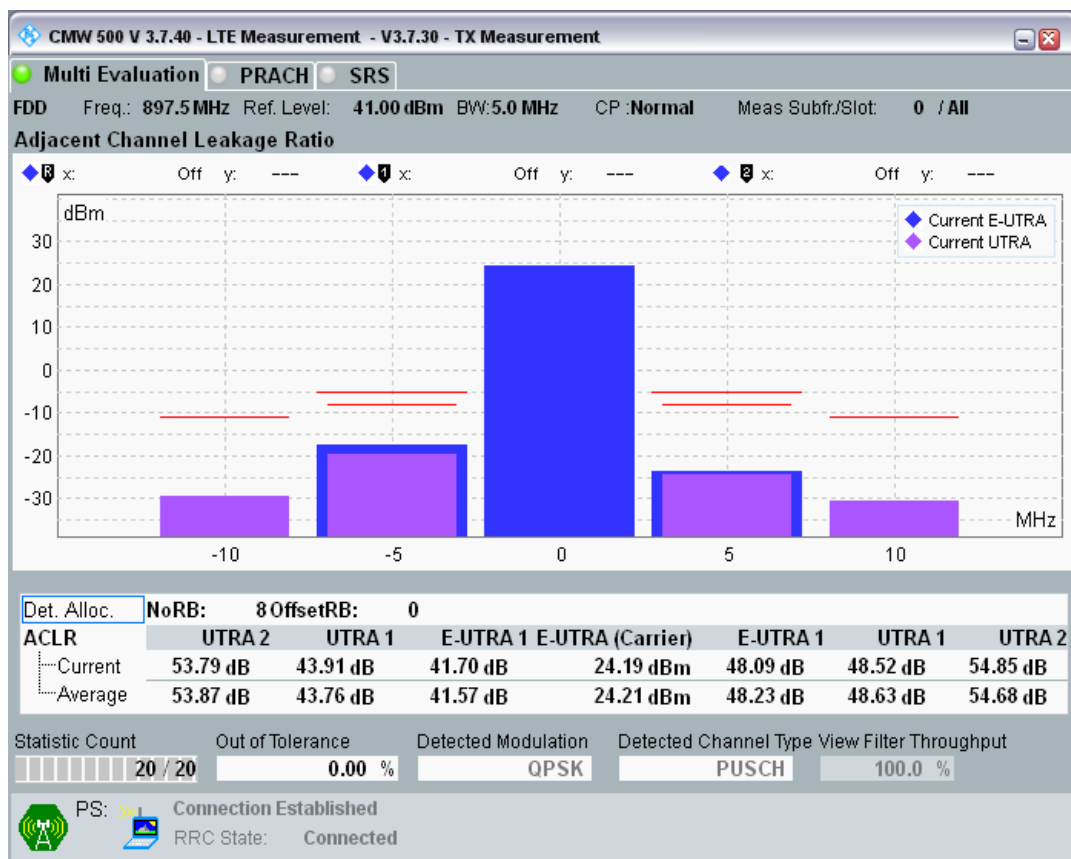 CMW 500 V 3.7.40 - LTE Measurement - V3.7.30 - TX Measurement
Multi Evaluation PRACH SRS
FDD Freq.: 897.5 MHz Ref. Level: 41.00 dBm BW:5.0 MHz CP :Normal Meas Subfr./Slot: 0 / All
Adjacent Channel Leakage Ratio
R x: Off y: --- 1 x: Off y: --- 2 x: Off y: ---
dBm
Current E-UTRA
Current UTRA
30
20
10
0
-10
-20
-30
MHz
-10 -5 0 5 10
Det. Alloc. NoRB: 8 OffsetRB: 0
ACLR UTRA 2 UTRA 1 E-UTRA 1 E-UTRA (Carrier) E-UTRA 1 UTRA 1 UTRA 2
Current 53.79 dB 43.91 dB 41.70 dB 24.19 dBm 48.09 dB 48.52 dB 54.85 dB
Average 53.87 dB 43.76 dB 41.57 dB 24.21 dBm 48.23 dB 48.63 dB 54.68 dB
Statistic Count Out of Tolerance Detected Modulation Detected Channel Type View Filter Throughput
20 / 20 0.00 % QPSK PUSCH 100.0 %
PS: Connection Established
RRC State: Connected